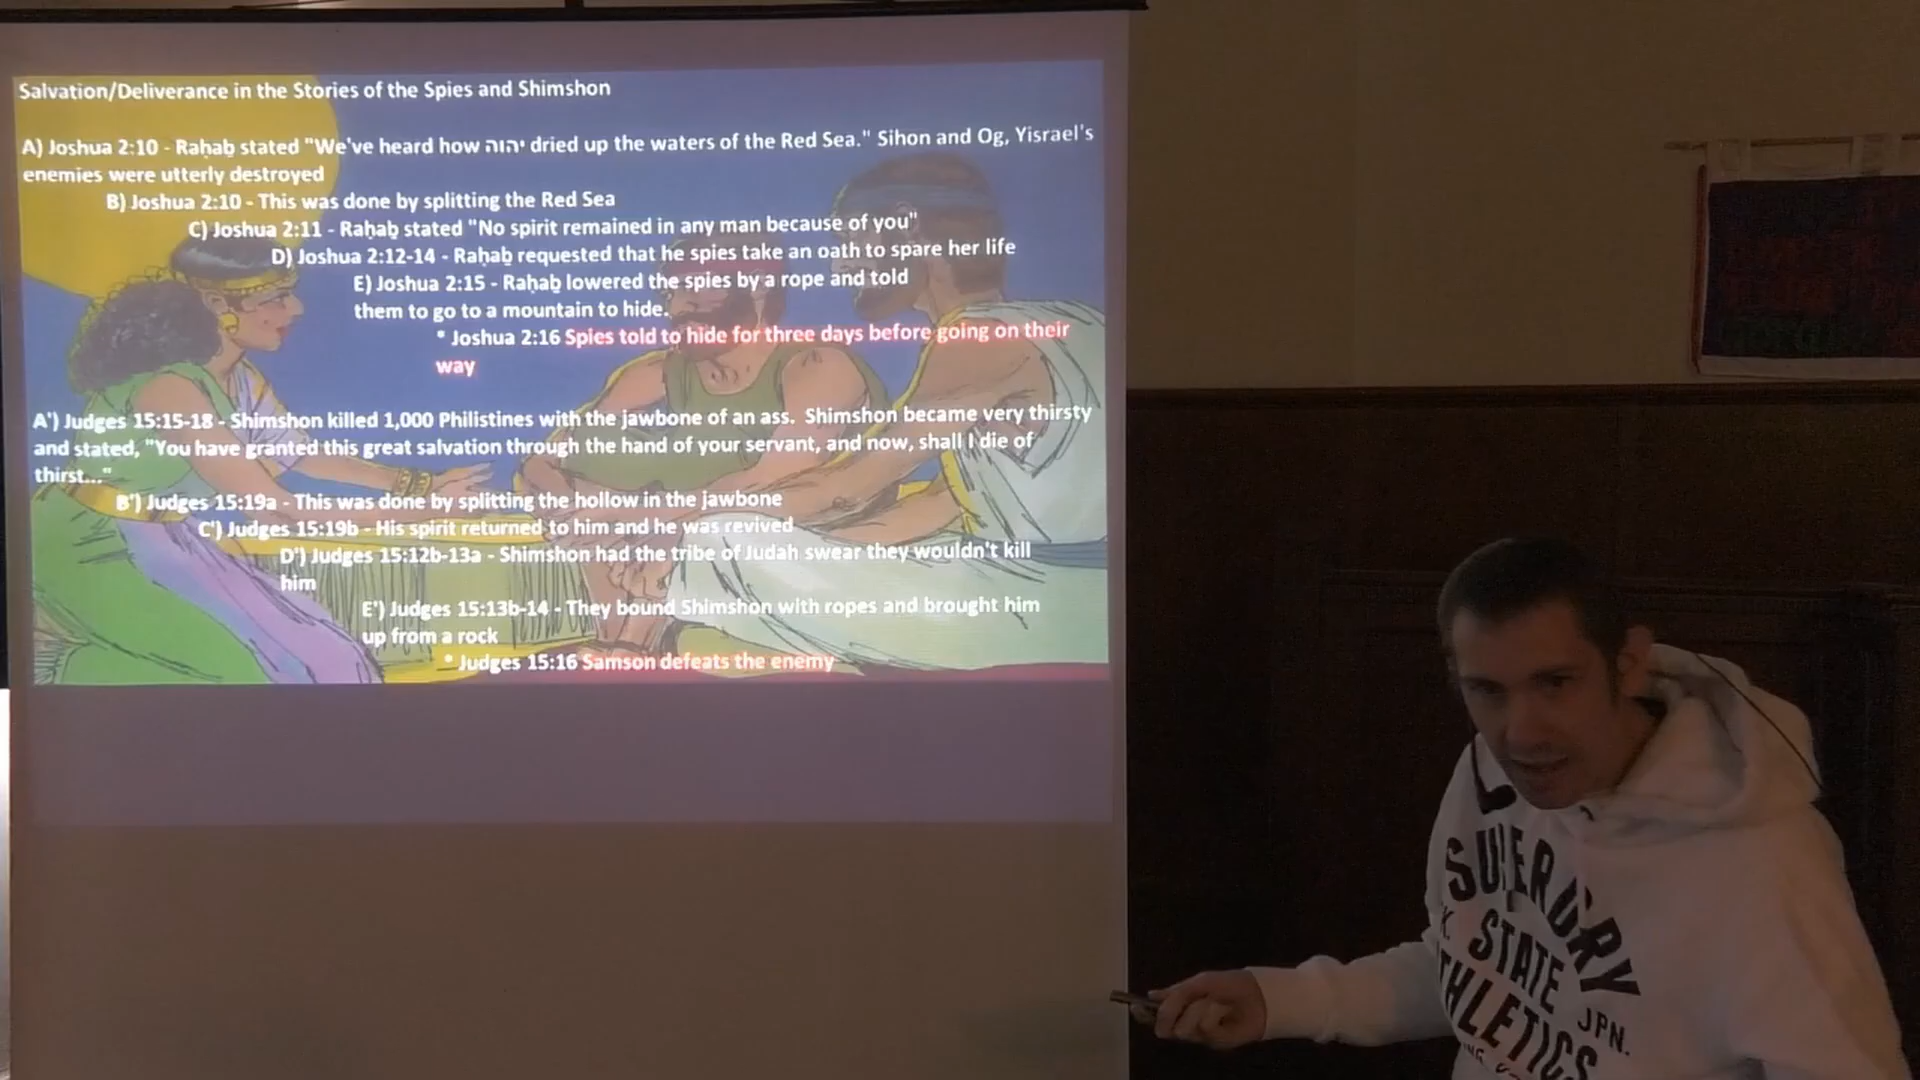 Salvation/Deliverance in the Stories of the Spies and Shimshon
A) Joshua 2:10 - Raḥaḇ stated "We've heard how יהוה dried up the waters of the Red Sea." Sihon and Og, Yisrael's
enemies were utterly destroyed
B) Joshua 2:10 - This was done by splitting the Red Sea
C) Joshua 2:11 - Raḥaḇ stated "No spirit remained in any man because of you"
D) Joshua 2:12-14 - Raḥaḇ requested that he spies take an oath to spare her life
E) Joshua 2:15 - Raḥaḇ lowered the spies by a rope and told
them to go to a mountain to hide.
* Joshua 2:16 Spies told to hide for three days before going on their
way
A') Judges 15:15-18 - Shimshon killed 1,000 Philistines with the jawbone of an ass. Shimshon became very thirsty
and stated, "You have granted this great salvation through the hand of your servant, and now, shall I die of
thirst..."
B') Judges 15:19a - This was done by splitting the hollow in the jawbone
C') Judges 15:19b - His spirit returned to him and he was revived
D') Judges 15:12b-13a - Shimshon had the tribe of Judah swear they wouldn't kill
him
E') Judges 15:13b-14 - They bound Shimshon with ropes and brought him
up from a rock
* Judges 15:16 Samson defeats the enemy
SUPERDRY
K. STATE
THLETICS
JPN.